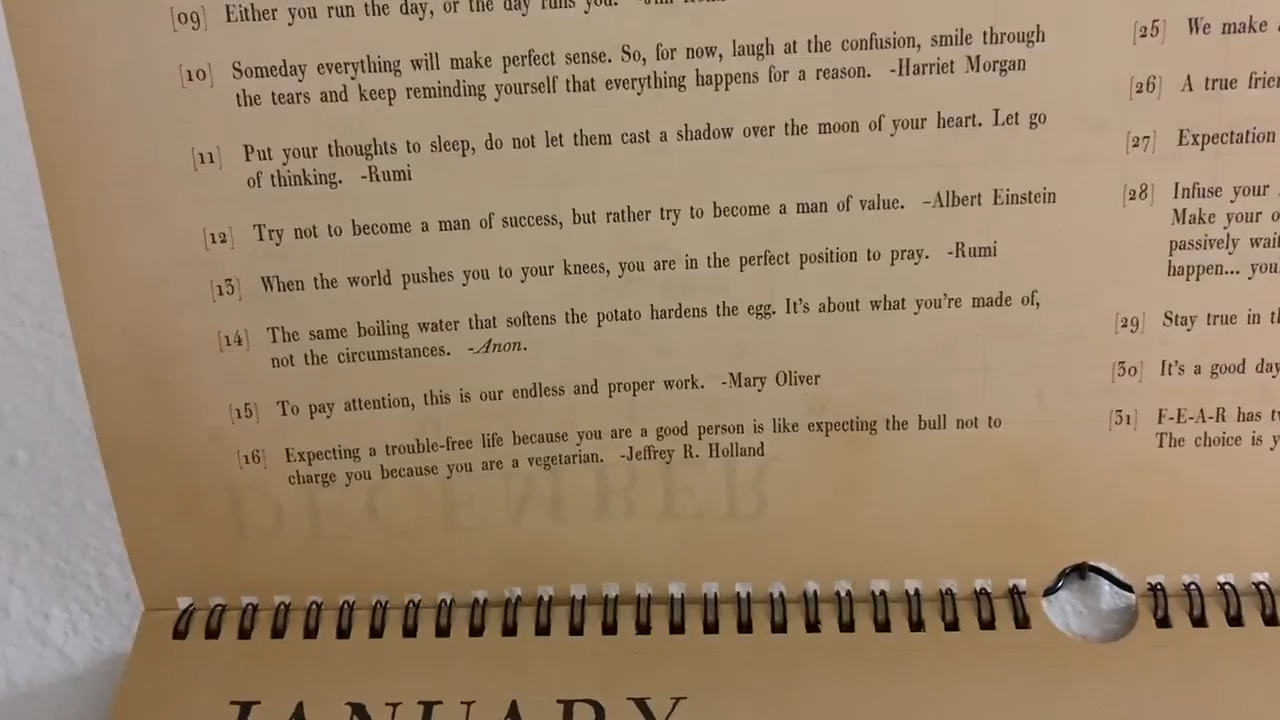 [09] Either you run the day, or the day runs you.
[10] Someday everything will make perfect sense. So, for now, laugh at the confusion, smile through
the tears and keep reminding yourself that everything happens for a reason. -Harriet Morgan
[11] Put your thoughts to sleep, do not let them cast a shadow over the moon of your heart. Let go
of thinking. -Rumi
[12] Try not to become a man of success, but rather try to become a man of value. -Albert Einstein
[13] When the world pushes you to your knees, you are in the perfect position to pray. -Rumi
[14] The same boiling water that softens the potato hardens the egg. It's about what you're made of,
not the circumstances. -Anon.
[15] To pay attention, this is our endless and proper work. -Mary Oliver
[16] Expecting a trouble-free life because you are a good person is like expecting the bull not to
charge you because you are a vegetarian. -Jeffrey R. Holland
[25] We make
[26] A true
[27] Expectation
[28] Infuse your
Make your
passively
happen... you
[29] Stay true in
[30] It's a good day
[31] F-E-A-R has
The choice is
DECEMBER
JANUARY